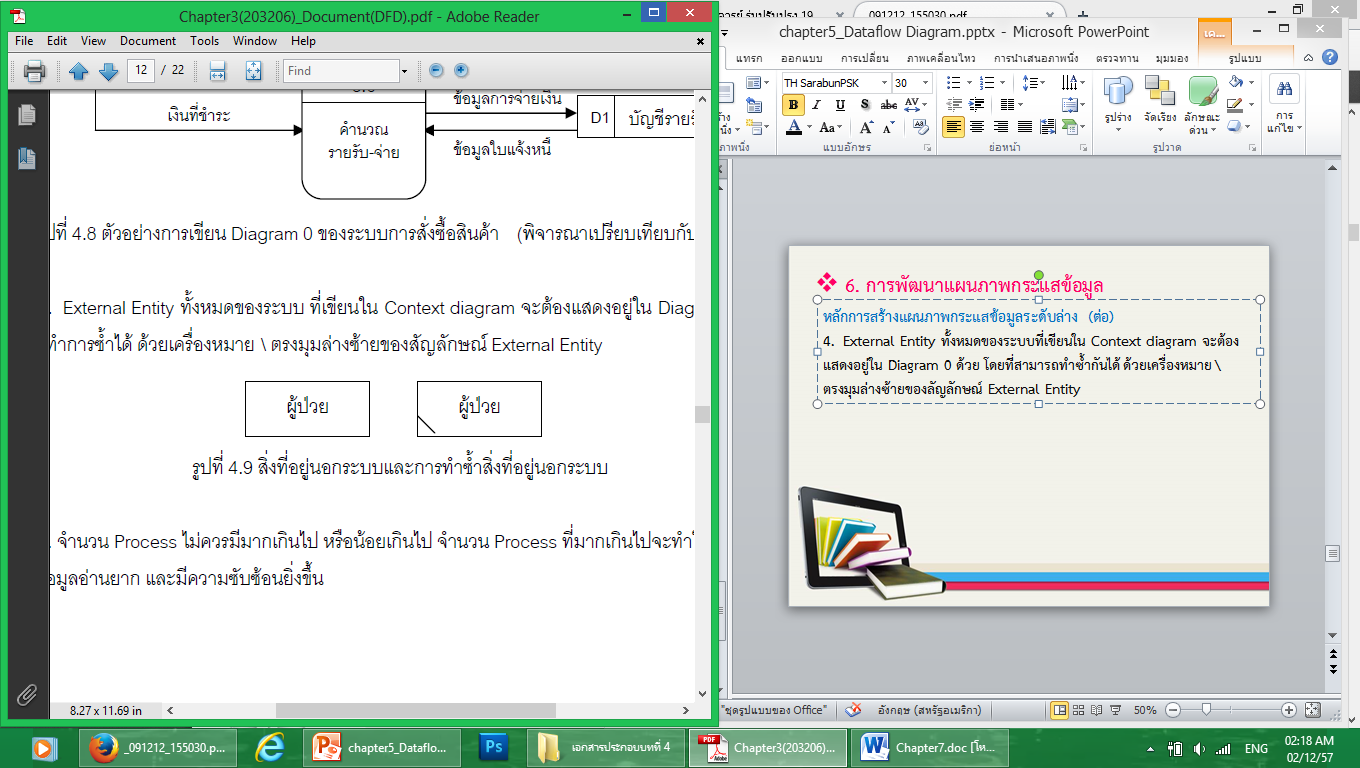 Chapter3(203206)_Document(DFD).pdf - Adobe Reader
File Edit View Document Tools Window Help
12 / 22 Find
เงินที่ชำระ
คำนวณ
รายรับ-จ่าย
ข้อมูลการจ่ายเงิน
D1
ข้อมูลใบแจ้งหนี้
ที่ 4.8 ตัวอย่างการเขียน Diagram 0 ของระบบการสั่งซื้อสินค้า (พิจารณาเปรียบเทียบกับ
. External Entity ทั้งหมดของระบบ ที่เขียนใน Context diagram จะต้องแสดงอยู่ใน Diag
ทำการซ้ำได้ ด้วยเครื่องหมาย \ ตรงมุมล่างซ้ายของสัญลักษณ์ External Entity
ผู้ป่วย ผู้ป่วย
รูปที่ 4.9 สิ่งที่อยู่นอกระบบและการทำซ้ำสิ่งที่อยู่นอกระบบ
. จำนวน Process ไม่ควรมีมากเกินไป หรือน้อยเกินไป จำนวน Process ที่มากเกินไปจะทำ
อมูลอ่านยาก และมีความซับซ้อนยิ่งขึ้น
8.27 x 11.69 in
_091212_155030.pdf
chapter5_Dataflow Diagram.pptx - Microsoft PowerPoint
เค...
แทรก ออกแบบ การเปลี่ยน ภาพเคลื่อนไหว การนำเสนอภาพนิ่ง ตรวจทาน มุมมอง รูปแบบ
TH SarabunPSK 30
B I U S abc AV
A Aa A A
รูปร่าง จัดเรียง ลักษณะด่วน
การแก้ไข
แบบอักษร ย่อหน้า รูปวาด
6. การพัฒนาแผนภาพกระแสข้อมูล
หลักการสร้างแผนภาพกระแสข้อมูลระดับล่าง (ต่อ)
4. External Entity ทั้งหมดของระบบที่เขียนใน Context diagram จะต้อง
แสดงอยู่ใน Diagram 0 ด้วย โดยที่สามารถทำซ้ำกันได้ ด้วยเครื่องหมาย \
ตรงมุมล่างซ้ายของลัญลักษณ์ External Entity
"ชุดรูปแบบของ Office" อังกฤษ (สหรัฐอเมริกา) 50%
_091212_155030.p... chapter5_Dataflo... Ps เอกสารประกอบบทที่ 4 Chapter3(203206)... Chapter7.doc [โห... ENG 02:18 AM
02/12/57